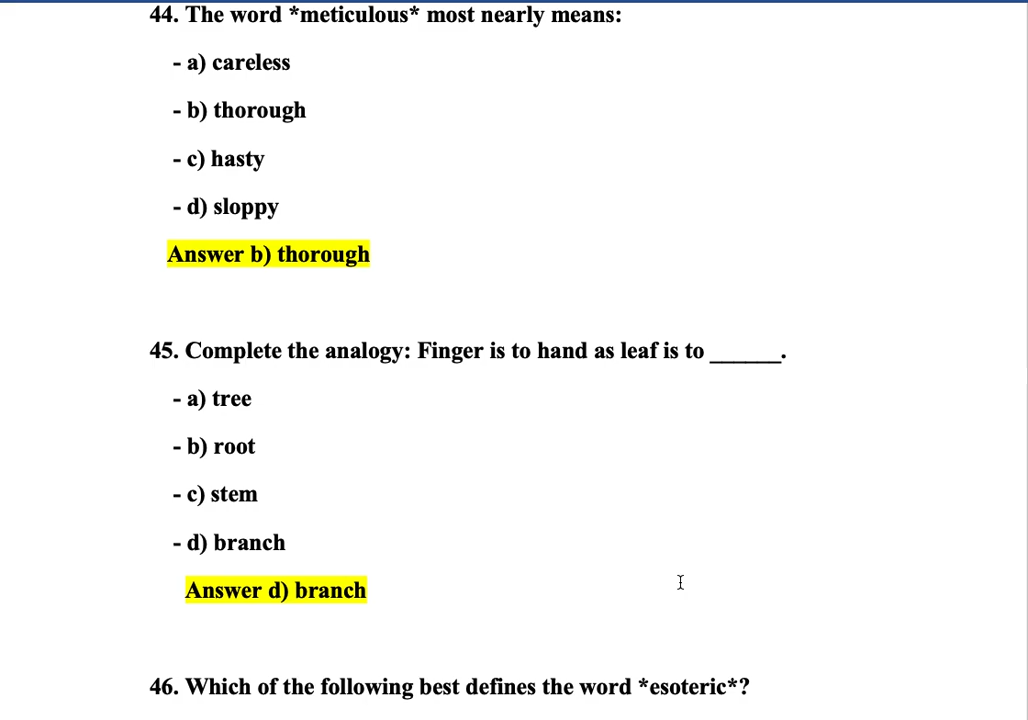 44. The word *meticulous* most nearly means:
- a) careless
- b) thorough
- c) hasty
- d) sloppy
Answer b) thorough
45. Complete the analogy: Finger is to hand as leaf is to ______.
- a) tree
- b) root
- c) stem
- d) branch
Answer d) branch
46. Which of the following best defines the word *esoteric*?